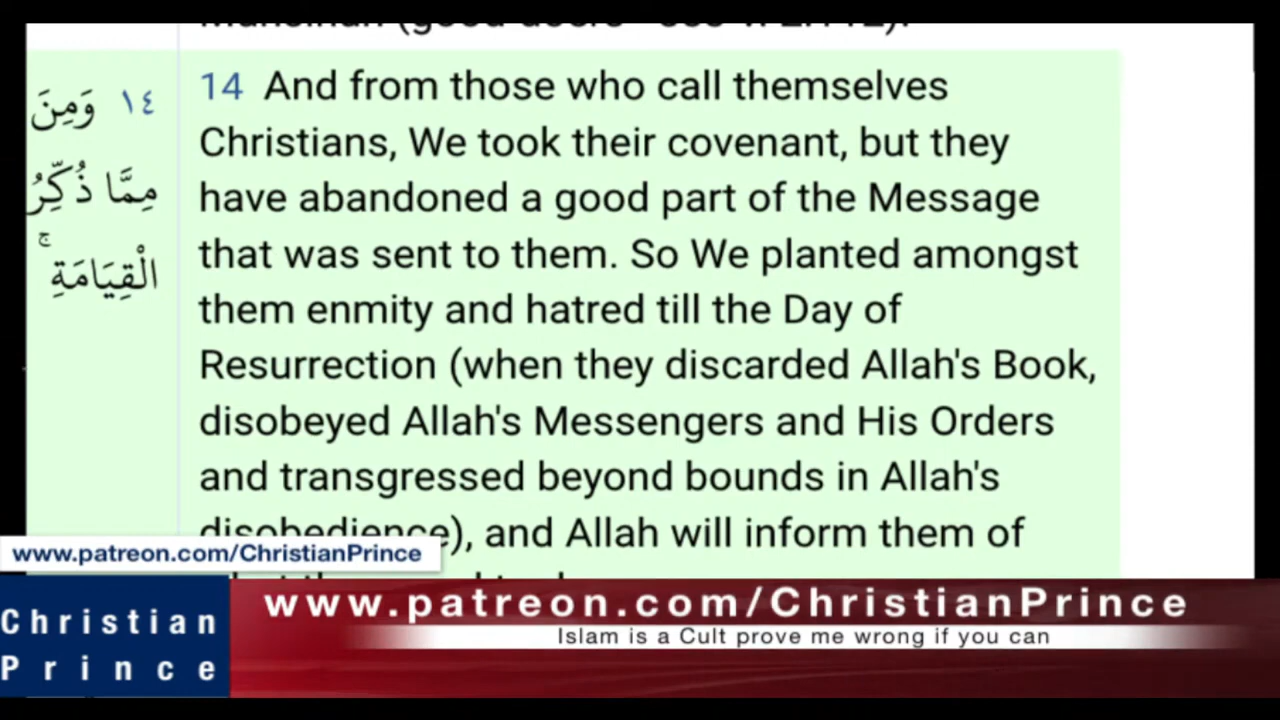 14 And from those who call themselves
Christians, We took their covenant, but they
have abandoned a good part of the Message
that was sent to them. So We planted amongst
them enmity and hatred till the Day of
Resurrection (when they discarded Allah's Book,
disobeyed Allah's Messengers and His Orders
and transgressed beyond bounds in Allah's
disobedience), and Allah will inform them of
١٤ وَمِنَ
مِمَّا ذُكِّرُ
الْقِيَامَةِ ۚ
www.patreon.com/ChristianPrince
www.patreon.com/ChristianPrince
Islam is a Cult prove me wrong if you can
Christian
Prince